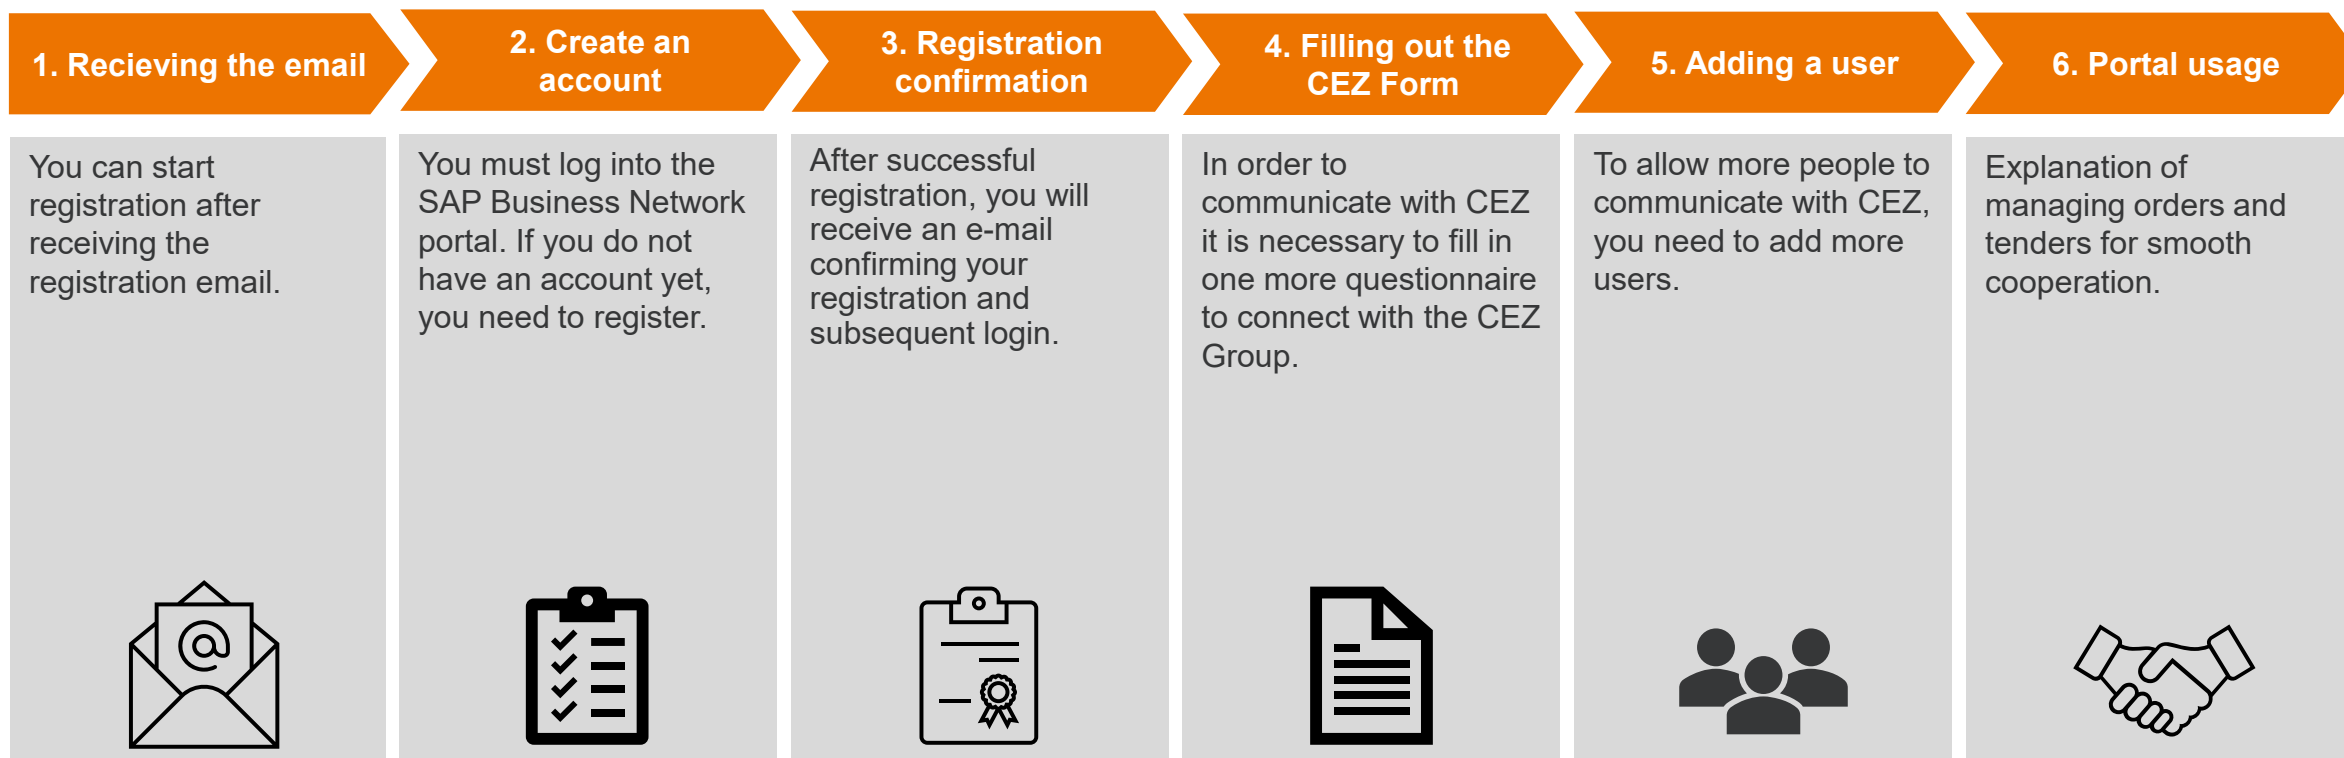 1. Recieving the email
2. Create an
account
3. Registration
confirmation
4. Filling out the
CEZ Form
5. Adding a user
6. Portal usage
You can start
registration after
receiving the
registration email.
You must log into the
SAP Business Network
portal. If you do not
have an account yet,
you need to register.
After successful
registration, you will
receive an e-mail
confirming your
registration and
subsequent login.
In order to
communicate with CEZ
it is necessary to fill in
one more questionnaire
to connect with the CEZ
Group.
To allow more people to
communicate with CEZ,
you need to add more
users.
Explanation of
managing orders and
tenders for smooth
cooperation.